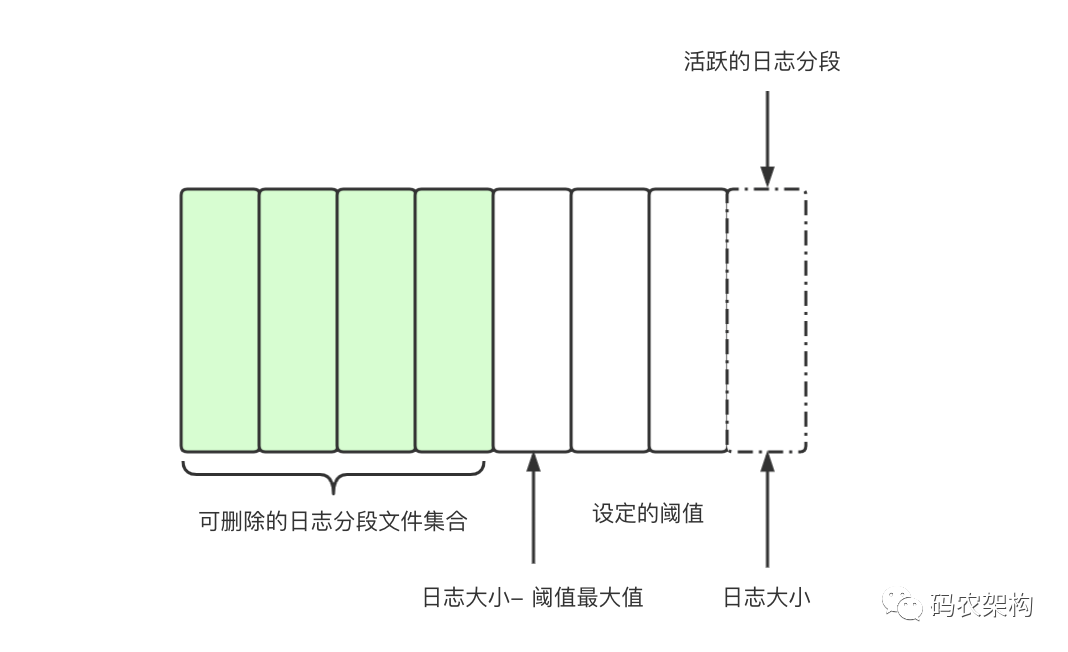 活跃的日志分段
可删除的日志分段文件集合
设定的阈值
日志大小- 阈值最大值
日志大小
码农架构